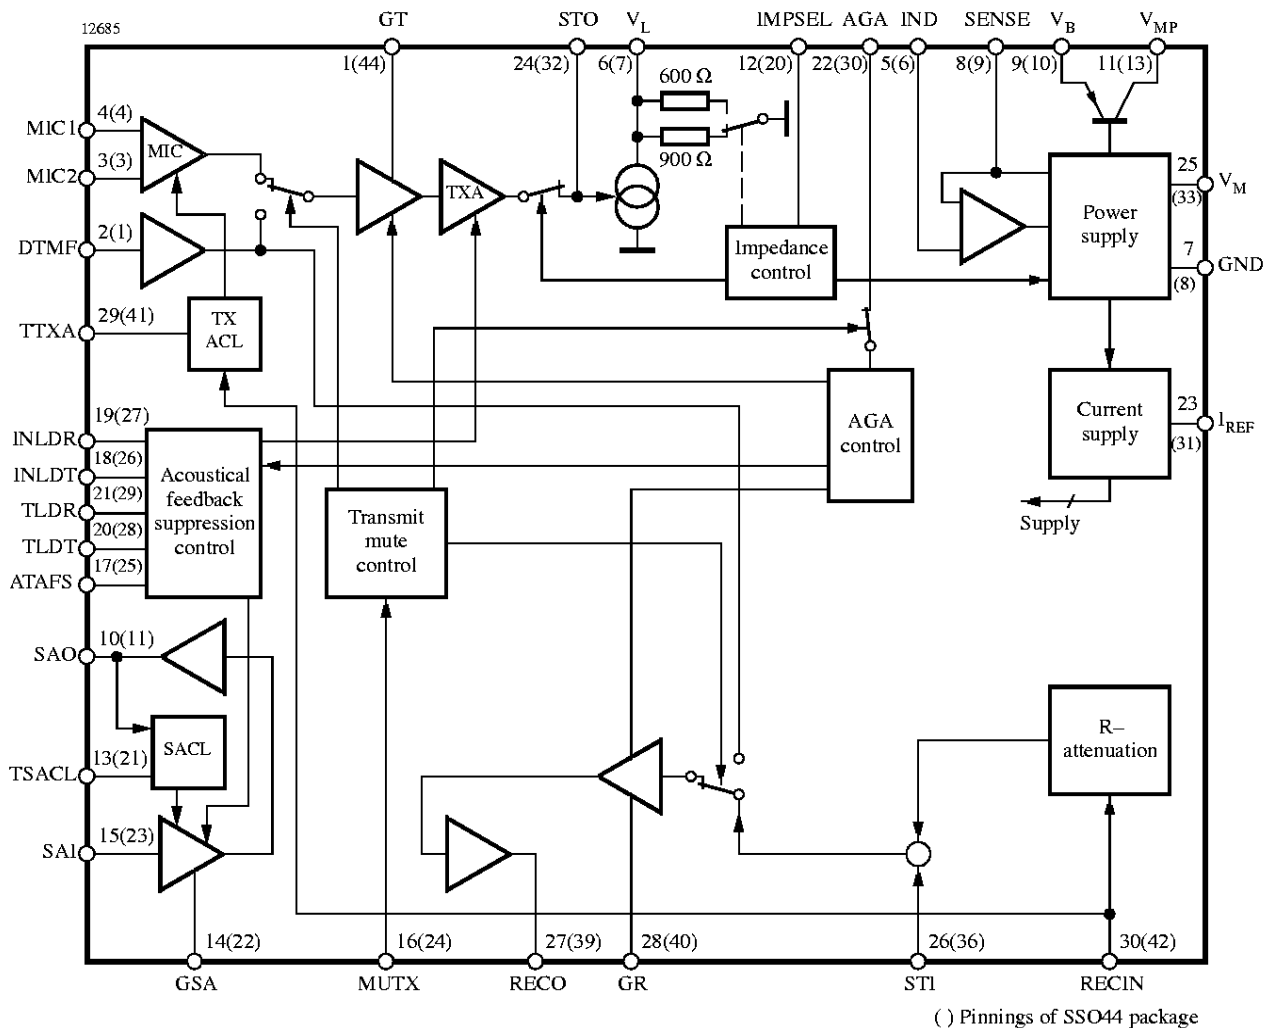 12685
GT
STO
VL
IMPSEL
AGA
IND
SENSE
VB
VMP
1(44)
24(32)
6(7)
12(20)
22(30)
5(6)
8(9)
9(10)
11(13)
600 Ω
900 Ω
MIC1
4(4)
MIC
MIC2
3(3)
DTMF
2(1)
TXA
Impedance
control
Power
supply
25
(33)
VM
7
(8)
GND
TTXA
29(41)
TX
ACL
AGA
control
Current
supply
23
(31)
IREF
Supply
INLDR
19(27)
INLDT
18(26)
TLDR
21(29)
TLDT
20(28)
ATAFS
17(25)
Acoustical
feedback
suppression
control
Transmit
mute
control
SAO
10(11)
SACL
TSACL
13(21)
SAI
15(23)
R–
attenuation
14(22)
16(24)
27(39)
28(40)
26(36)
30(42)
GSA
MUTX
RECO
GR
STI
RECIN
( ) Pinnings of SSO44 package